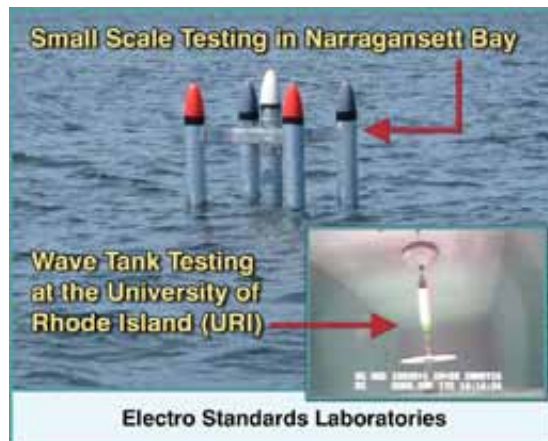 Small Scale Testing in Narragansett Bay
Wave Tank Testing
at the University of
Rhode Island (URI)
Electro Standards Laboratories